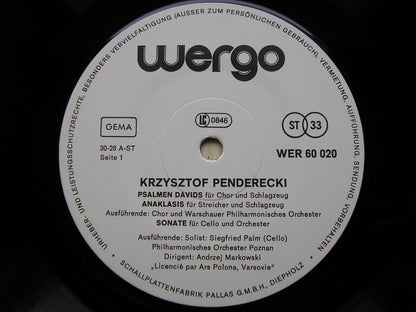 URHEBER- UND LEISTUNGSSCHUTZRECHTE, BESONDERS VERVIELFÄLTIGUNG (AUSSER ZUM PERSÖNLICHEN GEBRAUCH), VERMIETUNG, AUFFÜHRUNG, SENDUNG VORBEHALTEN
wergo
GEMA
LC 0846
ST 33
30-28 A-ST
Seite 1
WER 60 020
KRZYSZTOF PENDERECKI
PSALMEN DAVIDS für Chor und Schlagzeug
ANAKLASIS für Streicher und Schlagzeug
Ausführende: Chor und Warschauer Philharmonisches Orchester
SONATE für Cello und Orchester
Ausführende: Solist: Siegfried Palm (Cello)
Philharmonisches Orchester Poznan
Dirigent: Andrzej Markowski
„Licencié par Ars Polona, Varsovie"
SCHALLPLATTENFABRIK PALLAS G.M.B.H., DIEPHOLZ